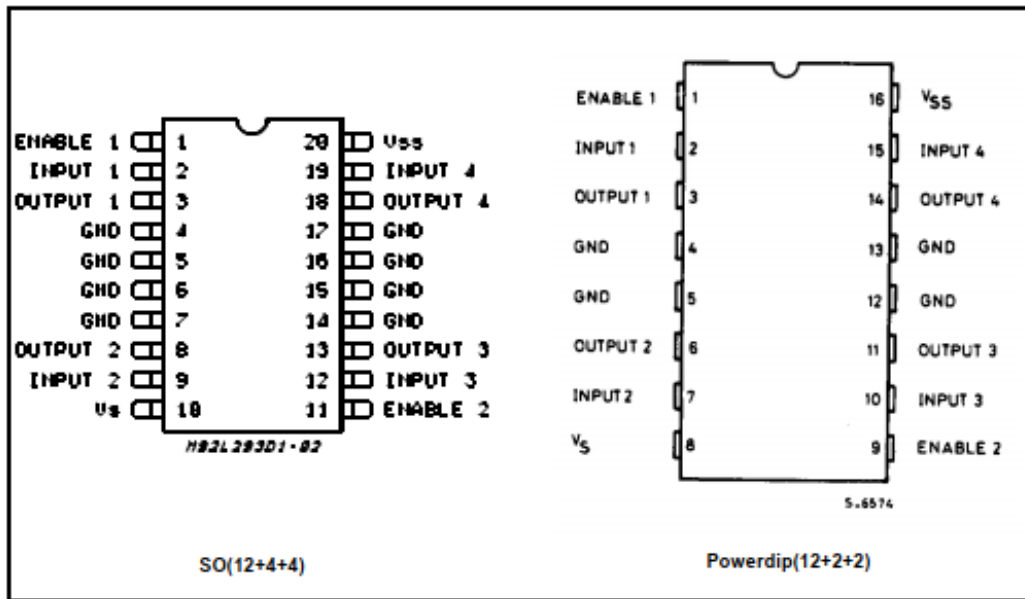 ENABLE 1 1 20 Vss
INPUT 1 2 19 INPUT 4
OUTPUT 1 3 18 OUTPUT 4
GND 4 17 GND
GND 5 16 GND
GND 6 15 GND
GND 7 14 GND
OUTPUT 2 8 13 OUTPUT 3
INPUT 2 9 12 INPUT 3
Vs 10 11 ENABLE 2
M92L293D1-02
SO(12+4+4)
ENABLE 1 1 16 VSS
INPUT 1 2 15 INPUT 4
OUTPUT 1 3 14 OUTPUT 4
GND 4 13 GND
GND 5 12 GND
OUTPUT 2 6 11 OUTPUT 3
INPUT 2 7 10 INPUT 3
VS 8 9 ENABLE 2
5.6574
Powerdip(12+2+2)